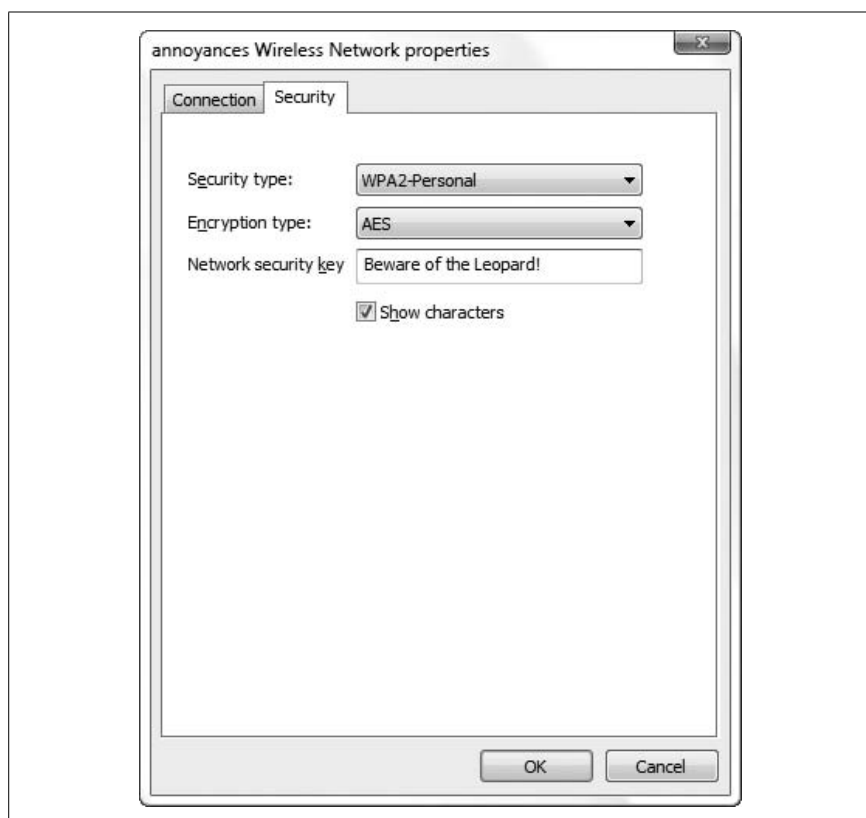 annoyances Wireless Network properties
Connection
Security
Security type:
WPA2-Personal
Encryption type:
AES
Network security key
Beware of the Leopard!
Show characters
OK
Cancel